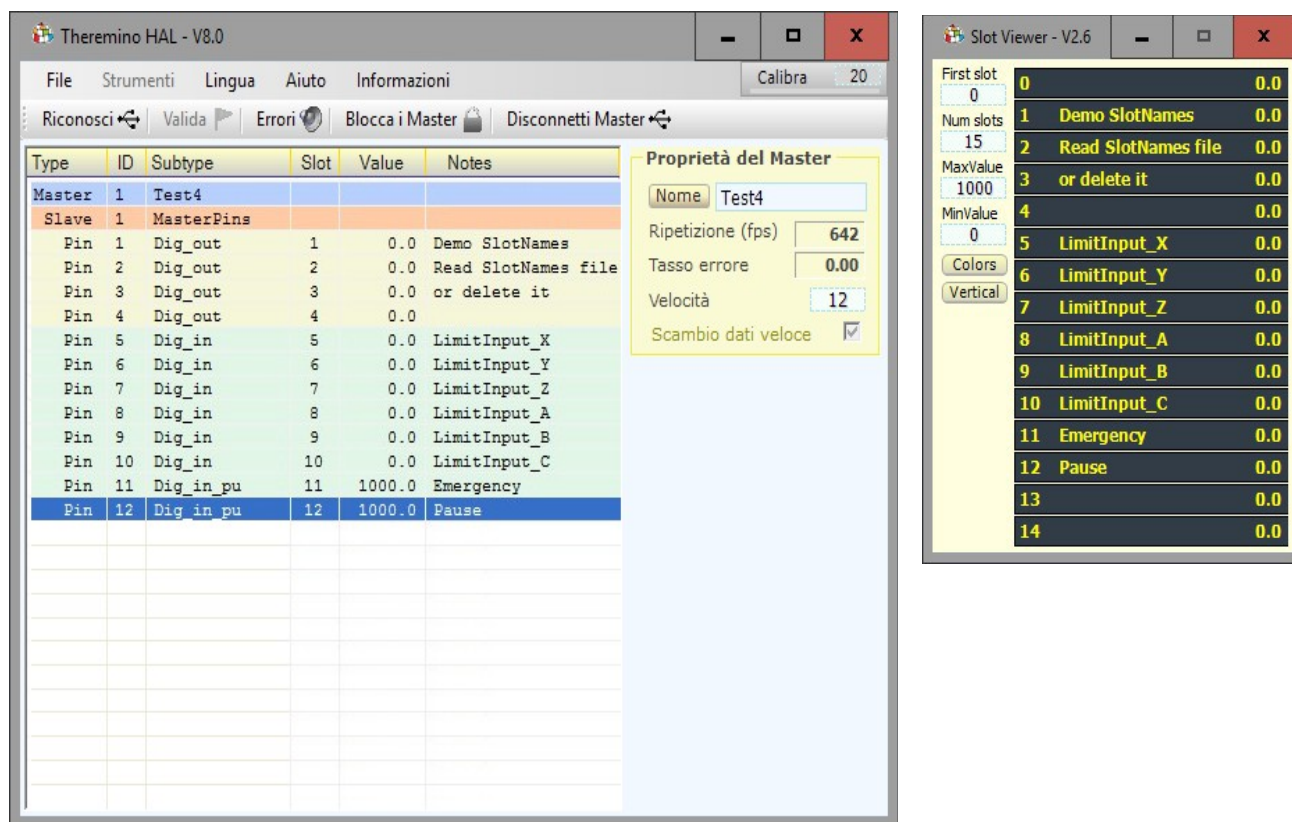 Theremino HAL - V8.0
File Strumenti Lingua Aiuto Informazioni Calibra 20
Riconosci Valida Errori Blocca i Master Disconnetti Master
Type ID Subtype Slot Value Notes
Master 1 Test4
Slave 1 MasterPins
Pin 1 Dig_out 1 0.0 Demo SlotNames
Pin 2 Dig_out 2 0.0 Read SlotNames file
Pin 3 Dig_out 3 0.0 or delete it
Pin 4 Dig_out 4 0.0
Pin 5 Dig_in 5 0.0 LimitInput_X
Pin 6 Dig_in 6 0.0 LimitInput_Y
Pin 7 Dig_in 7 0.0 LimitInput_Z
Pin 8 Dig_in 8 0.0 LimitInput_A
Pin 9 Dig_in 9 0.0 LimitInput_B
Pin 10 Dig_in 10 0.0 LimitInput_C
Pin 11 Dig_in_pu 11 1000.0 Emergency
Pin 12 Dig_in_pu 12 1000.0 Pause
Proprietà del Master
Nome Test4
Ripetizione (fps) 642
Tasso errore 0.00
Velocità 12
Scambio dati veloce
Slot Viewer - V2.6
First slot
0
Num slots
15
MaxValue
1000
MinValue
0
Colors
Vertical
0 0.0
1 Demo SlotNames 0.0
2 Read SlotNames file 0.0
3 or delete it 0.0
4 0.0
5 LimitInput_X 0.0
6 LimitInput_Y 0.0
7 LimitInput_Z 0.0
8 LimitInput_A 0.0
9 LimitInput_B 0.0
10 LimitInput_C 0.0
11 Emergency 0.0
12 Pause 0.0
13 0.0
14 0.0